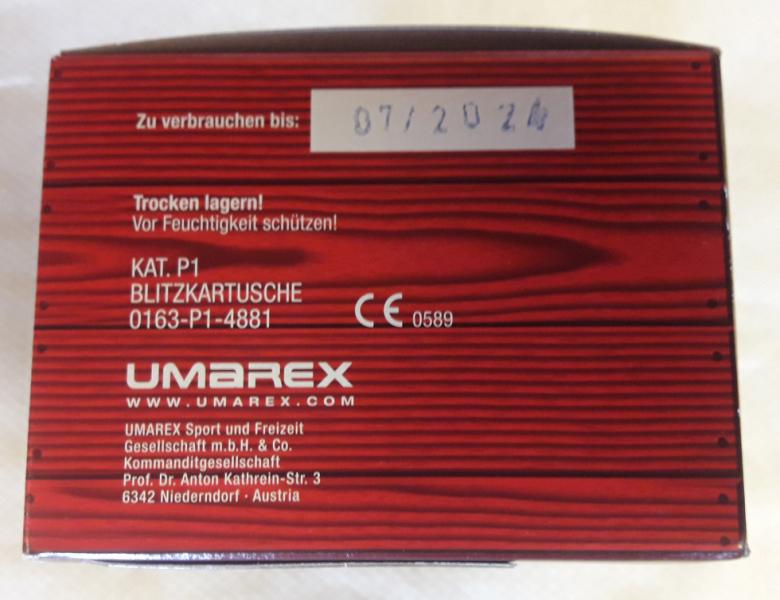 Zu verbrauchen bis: 07/2024
Trocken lagern!
Vor Feuchtigkeit schützen!
KAT. P1
BLITZKARTUSCHE
0163-P1-4881
CE 0589
UMAREX
WWW.UMAREX.COM
UMAREX Sport und Freizeit
Gesellschaft m.b.H. & Co.
Kommanditgesellschaft
Prof. Dr. Anton Kathrein-Str. 3
6342 Niederndorf · Austria